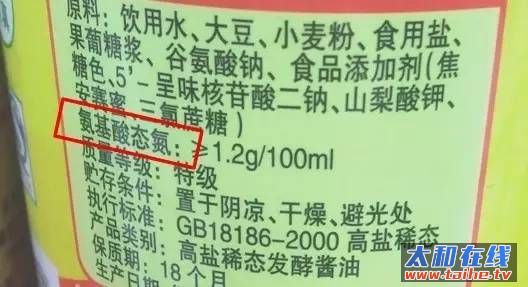 原料：饮用水、大豆、小麦粉、食用盐、
果葡糖浆、谷氨酸钠、食品添加剂(焦
糖色、5'-呈味核苷酸二钠、山梨酸钾、
安赛蜜、三氯蔗糖)
氨基酸态氮：≥1.2g/100ml
质量等级：特级
贮存条件：置于阴凉、干燥、避光处
执行标准：GB18186-2000 高盐稀态
产品类别：高盐稀态发酵酱油
保质期：18个月
生产日期
太和在线
www.taihe.tv